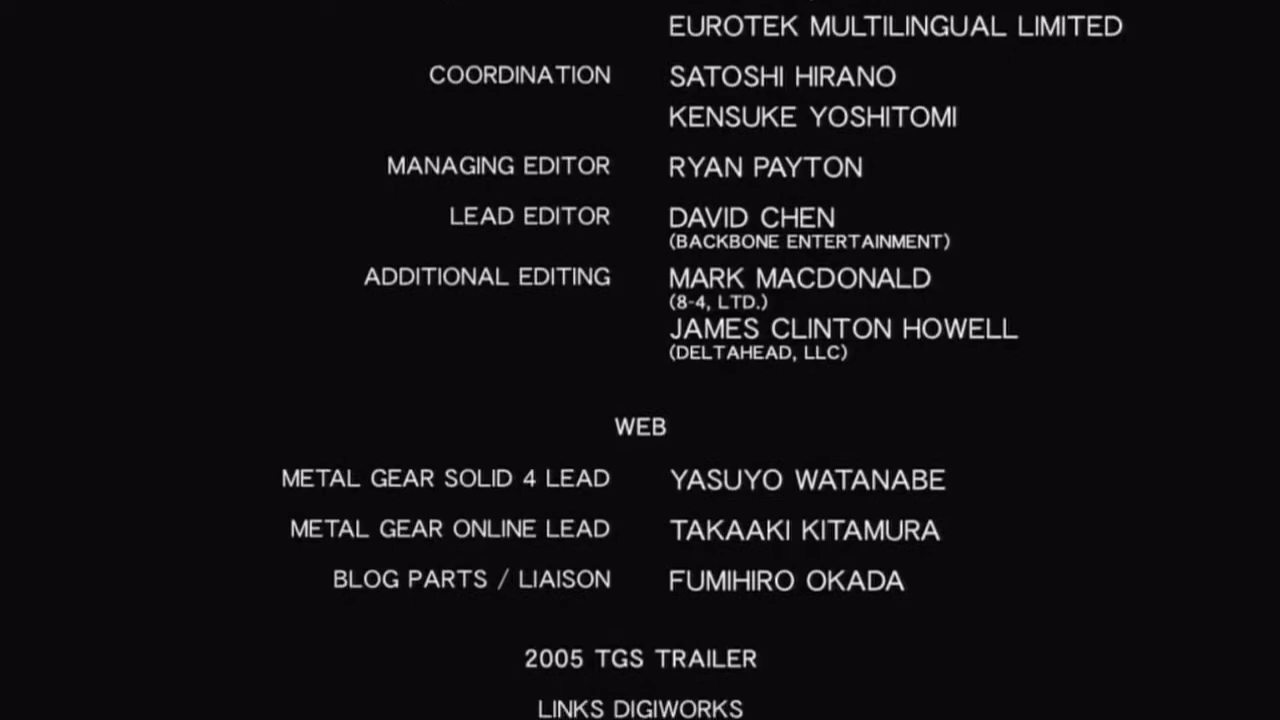 EUROTEK MULTILINGUAL LIMITED
COORDINATION SATOSHI HIRANO
KENSUKE YOSHITOMI
MANAGING EDITOR RYAN PAYTON
LEAD EDITOR DAVID CHEN
(BACKBONE ENTERTAINMENT)
ADDITIONAL EDITING MARK MACDONALD
(8-4, LTD.)
JAMES CLINTON HOWELL
(DELTAHEAD, LLC)
WEB
METAL GEAR SOLID 4 LEAD YASUYO WATANABE
METAL GEAR ONLINE LEAD TAKAAKI KITAMURA
BLOG PARTS / LIAISON FUMIHIRO OKADA
2005 TGS TRAILER
LINKS DIGIWORKS